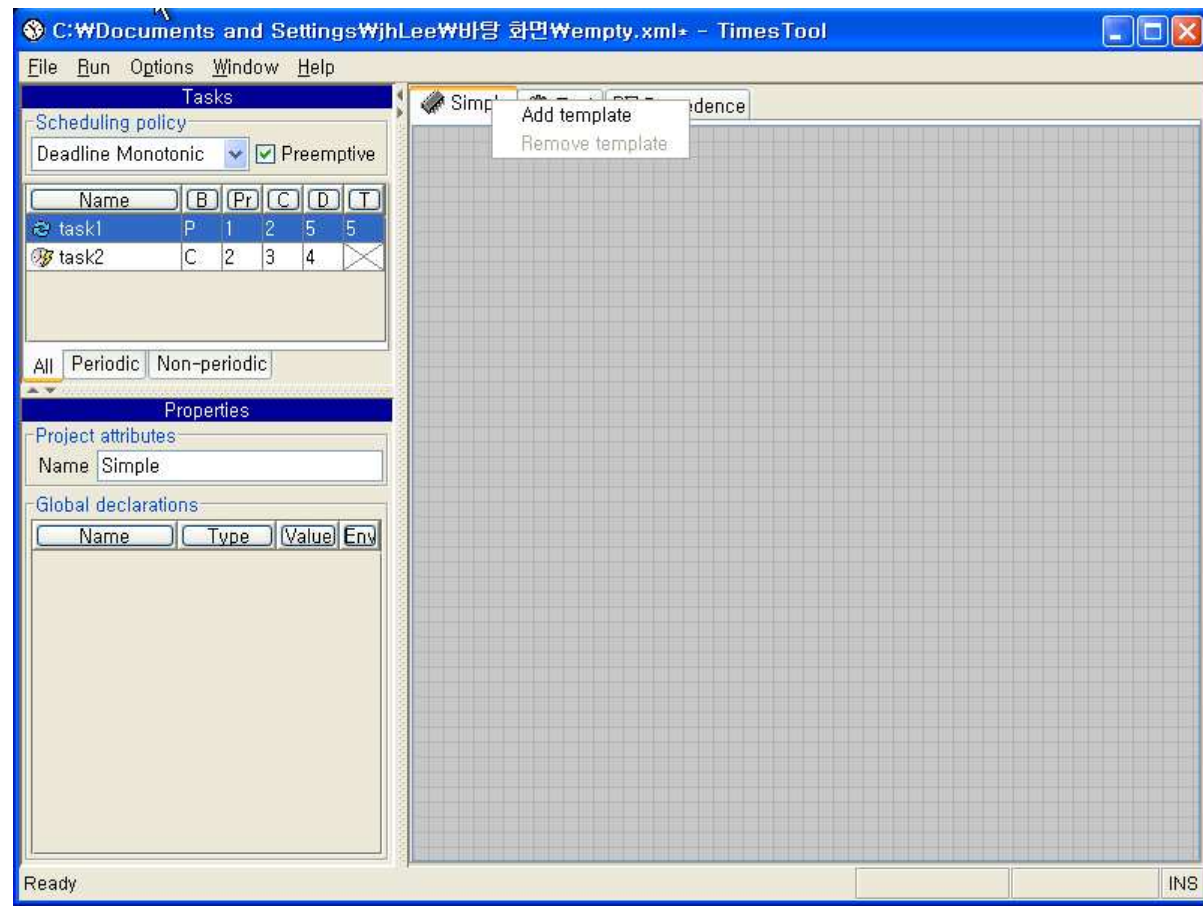 C:₩Documents and Settings₩jhLee₩바탕 화면₩empty.xml* - TimesTool
File Run Options Window Help
Tasks
Scheduling policy
Deadline Monotonic Preemptive
Name B Pr C D T
task1 P 1 2 5 5
task2 C 2 3 4
All Periodic Non-periodic
Properties
Project attributes
Name Simple
Global declarations
Name Type Value Env
Add template
Remove template
Ready
INS